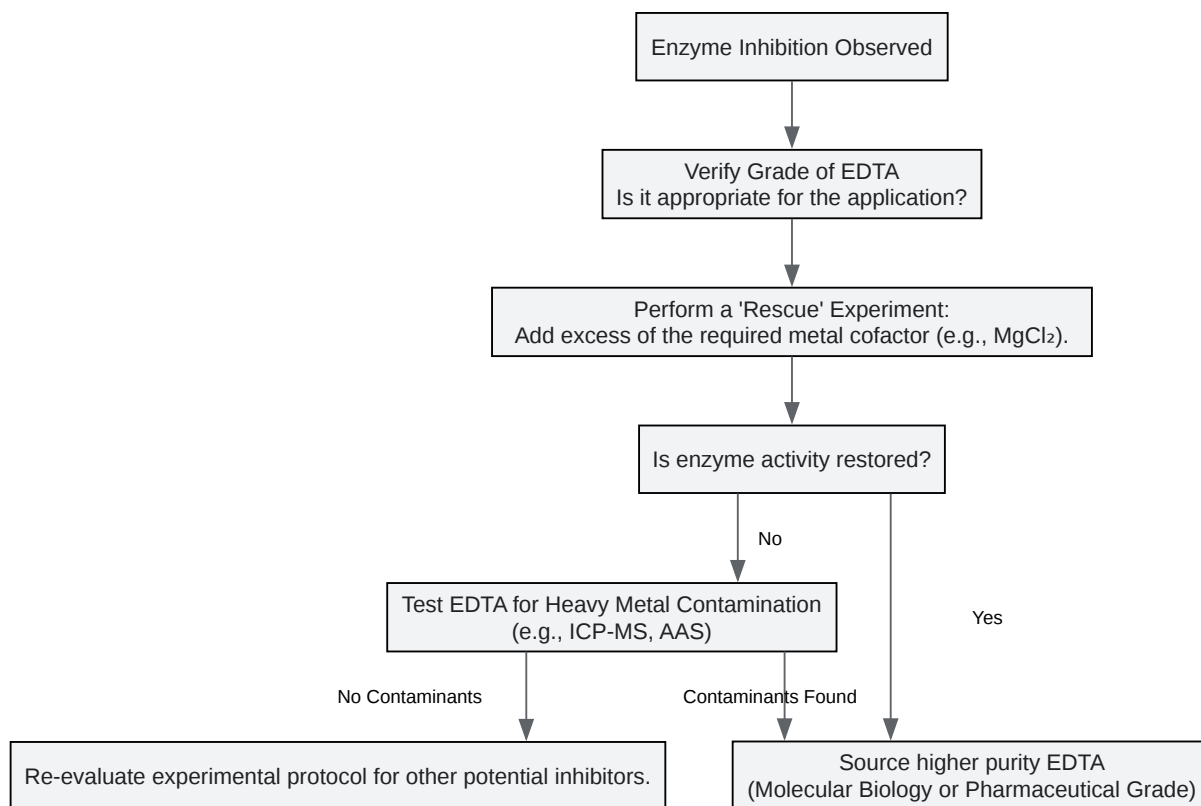 Enzyme Inhibition Observed
Verify Grade of EDTA
Is it appropriate for the application?
Perform a 'Rescue' Experiment:
Add excess of the required metal cofactor (e.g., MgCl₂).
Is enzyme activity restored?
No
Test EDTA for Heavy Metal Contamination
(e.g., ICP-MS, AAS)
Yes
No Contaminants
Contaminants Found
Re-evaluate experimental protocol for other potential inhibitors.
Source higher purity EDTA
(Molecular Biology or Pharmaceutical Grade)